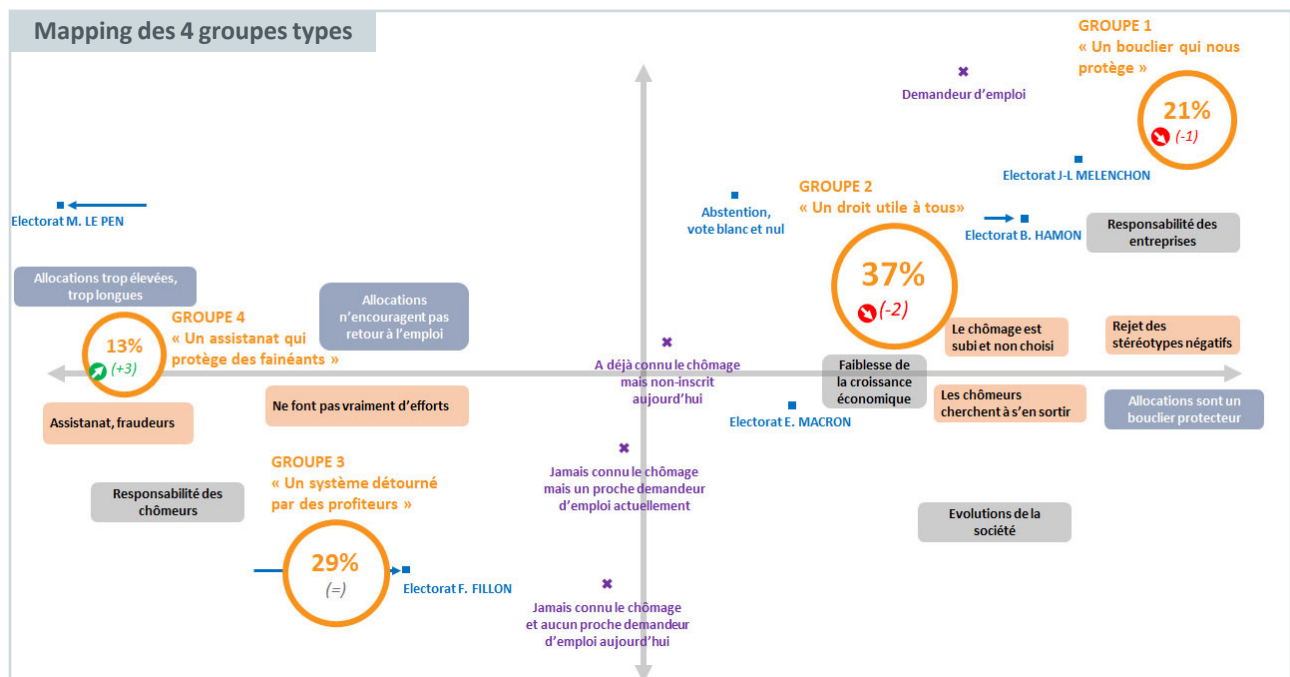 Mapping des 4 groupes types
GROUPE 1
« Un bouclier qui nous
protège »
21%
(-1)
Demandeur d'emploi
Electorat J-L MELENCHON
GROUPE 2
« Un droit utile à tous»
37%
(-2)
Abstention,
vote blanc et nul
Electorat B. HAMON
Responsabilité des
entreprises
Electorat M. LE PEN
Allocations trop élevées,
trop longues
GROUPE 4
« Un assistanat qui
protège des fainéants »
13%
(+3)
Allocations
n'encouragent pas
retour à l'emploi
A déjà connu le chômage
mais non-inscrit
aujourd'hui
Le chômage est
subi et non choisi
Rejet des
stéréotypes négatifs
Faiblesse de
la croissance
économique
Assistanat, fraudeurs
Ne font pas vraiment d'efforts
Electorat E. MACRON
Les chômeurs
cherchent à s'en sortir
Allocations sont un
bouclier protecteur
Responsabilité des
chômeurs
GROUPE 3
« Un système détourné
par des profiteurs »
29%
(=)
Electorat F. FILLON
Jamais connu le chômage
mais un proche demandeur
d'emploi actuellement
Evolutions de la
société
Jamais connu le chômage
et aucun proche demandeur
d'emploi aujourd'hui